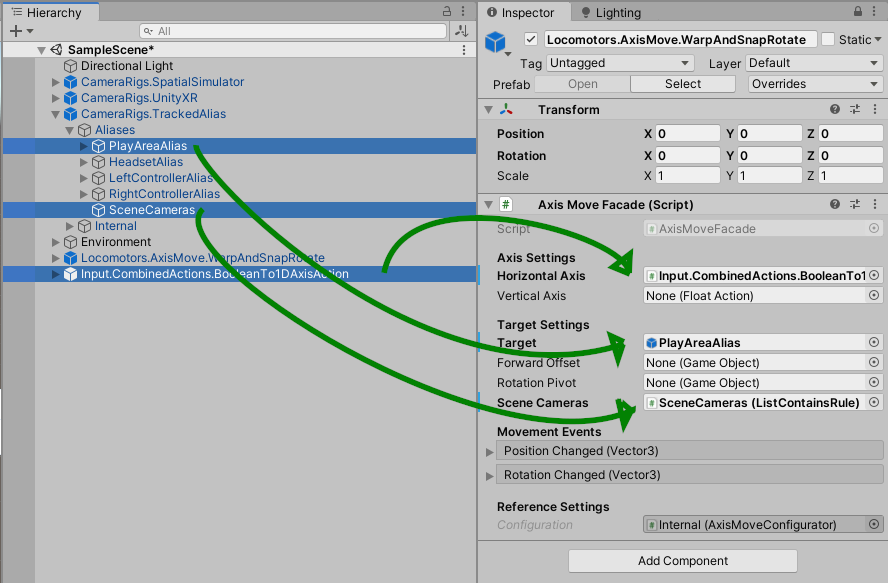 Hierarchy
All
SampleScene*
Directional Light
CameraRigs.SpatialSimulator
CameraRigs.UnityXR
CameraRigs.TrackedAlias
Aliases
PlayAreaAlias
HeadsetAlias
LeftControllerAlias
RightControllerAlias
SceneCameras
Internal
Environment
Locomotors.AxisMove.WarpAndSnapRotate
Input.CombinedActions.BooleanTo1DAxisAction
Inspector Lighting
Locomotors.AxisMove.WarpAndSnapRotate Static
Tag Untagged Layer Default
Prefab Open Select Overrides
Transform
Position X 0 Y 0 Z 0
Rotation X 0 Y 0 Z 0
Scale X 1 Y 1 Z 1
# Axis Move Facade (Script)
Script # AxisMoveFacade
Axis Settings
Horizontal Axis # Input.CombinedActions.BooleanTo1
Vertical Axis None (Float Action)
Target Settings
Target PlayAreaAlias
Forward Offset None (Game Object)
Rotation Pivot None (Game Object)
Scene Cameras # SceneCameras (ListContainsRule)
Movement Events
Position Changed (Vector3)
Rotation Changed (Vector3)
Reference Settings
Configuration # Internal (AxisMoveConfigurator)
Add Component